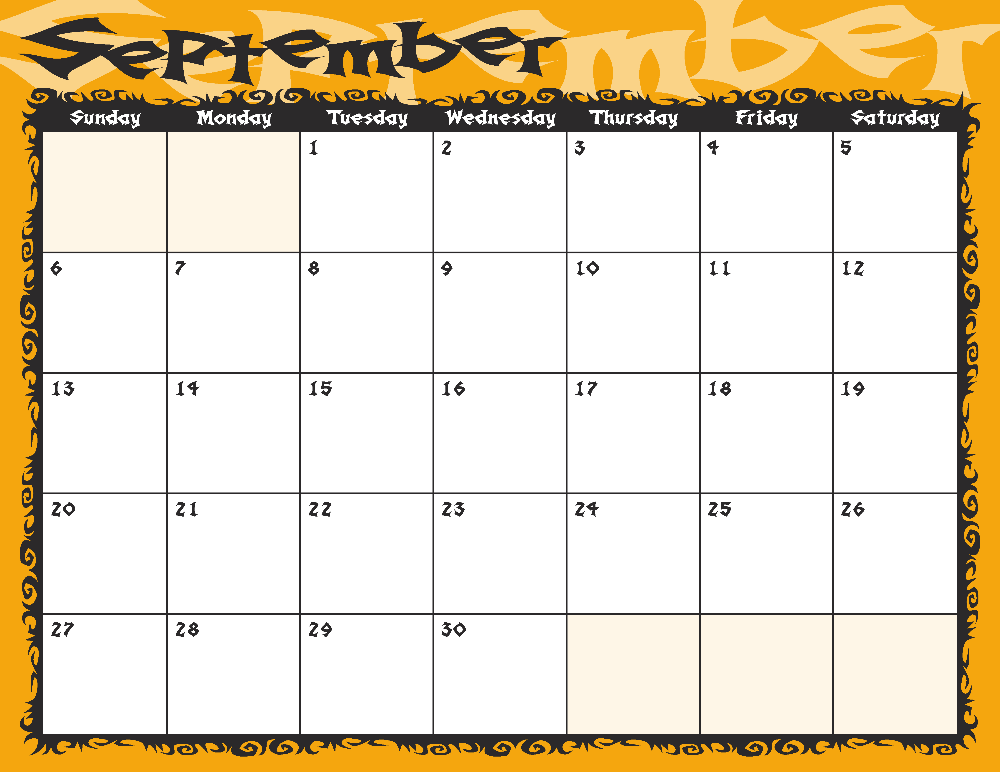 September
Sunday Monday Tuesday Wednesday Thursday Friday Saturday
1 2 3 4 5
6 7 8 9 10 11 12
13 14 15 16 17 18 19
20 21 22 23 24 25 26
27 28 29 30